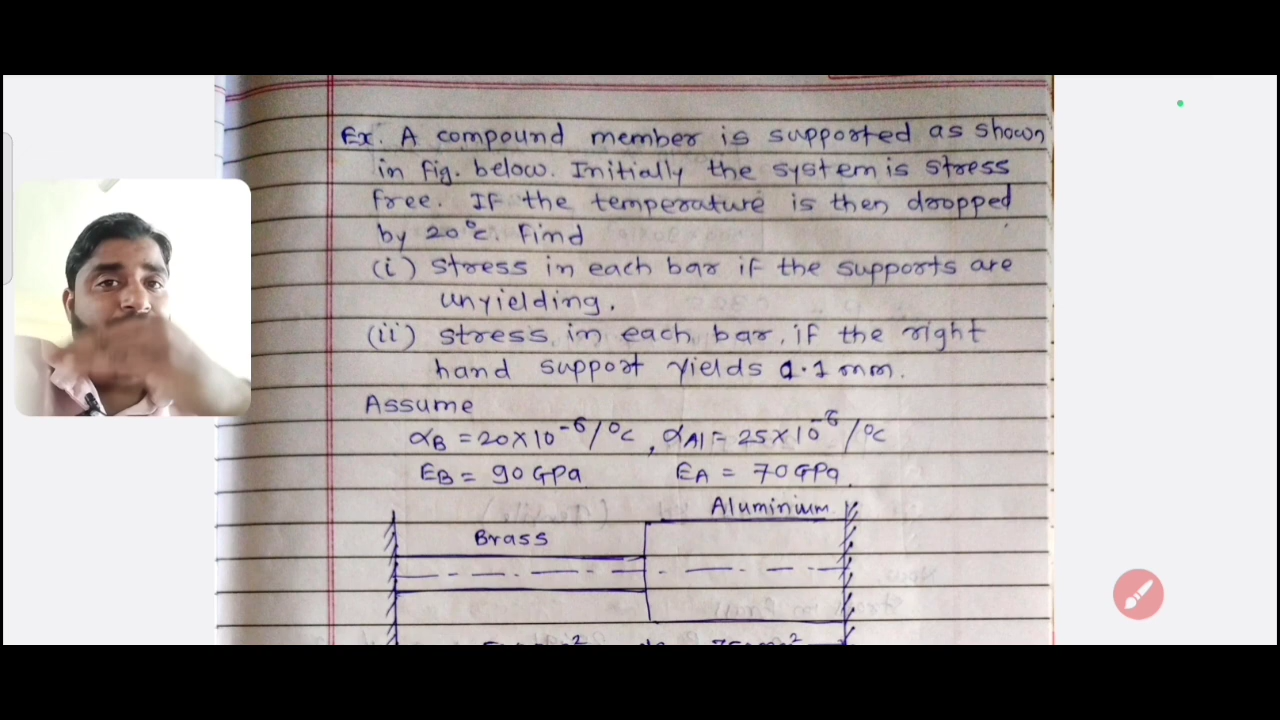 Ex. A compound member is supported as shown
in fig. below. Initially the system is stress
free. IF the temperature is then dropped
by 20°c. Find
(i) stress in each bar if the supports are
unyielding.
(ii) stress in each bar, if the right
hand support yields 0.1 mm.
Assume
αB = 20×10⁻⁶/°c, αAl = 25×10⁻⁶/°c
EB = 90 GPa EA = 70 GPa
Aluminium
Brass